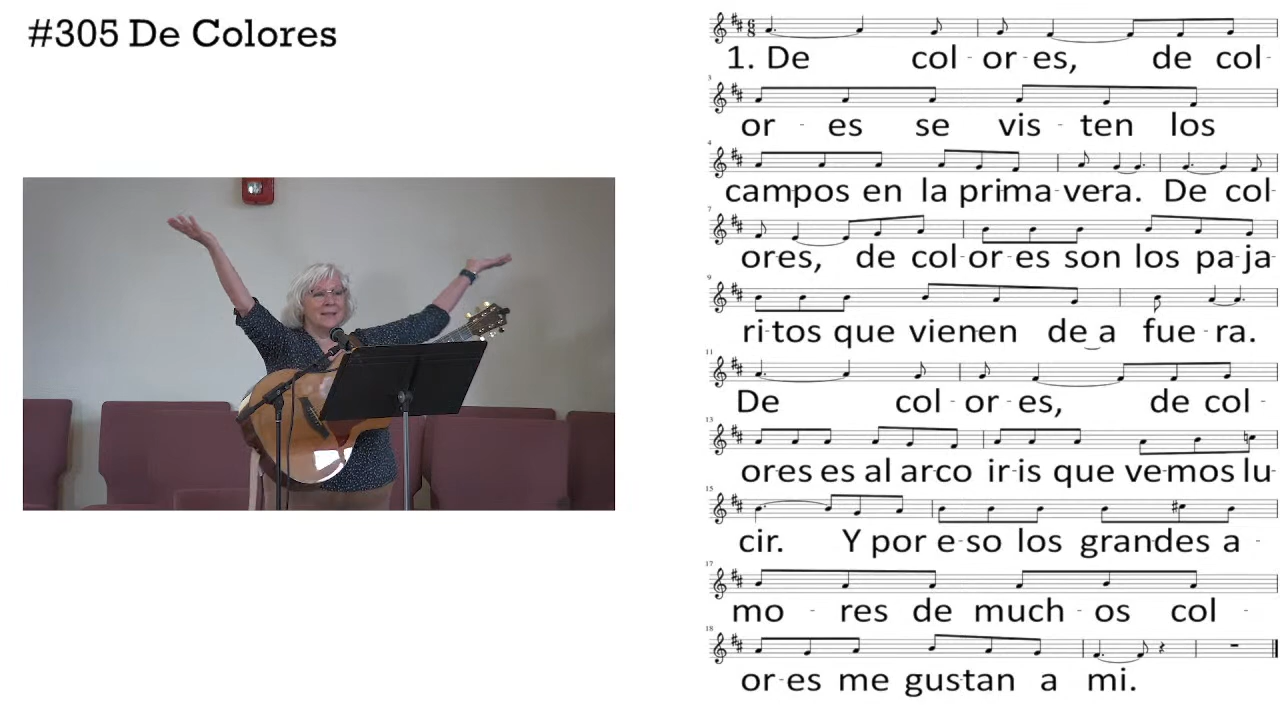 #305 De Colores
1. De col - or - es, de col -
or - es se vis - ten los
campos en la prima - vera. De col -
ores, de col - or - es son los pa - ja -
ri - tos que vienen de a fue - ra.
De col - or - es, de col -
ores es al arco ir - is que vemos lu -
cir. Y por e - so los grandes a -
mo - res de much - os col -
or - es me gustan a mi.